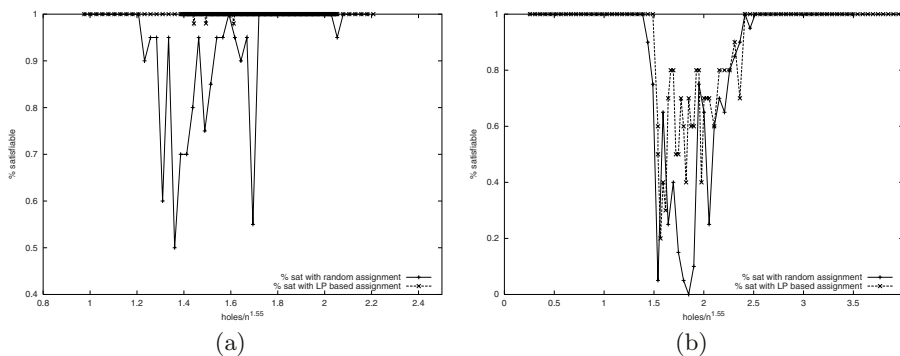 1
0.9
0.8
0.7
0.6
0.5
0.4
% satisfiable
0.8 1 1.2 1.4 1.6 1.8 2 2.2 2.4
holes/n^1.55
% sat with random assignment
% sat with LP based assignment
(a)
1
0.8
0.6
0.4
0.2
0
% satisfiable
0 0.5 1 1.5 2 2.5 3 3.5
holes/n^1.55
% sat with random assignment
% sat with LP based assignment
(b)